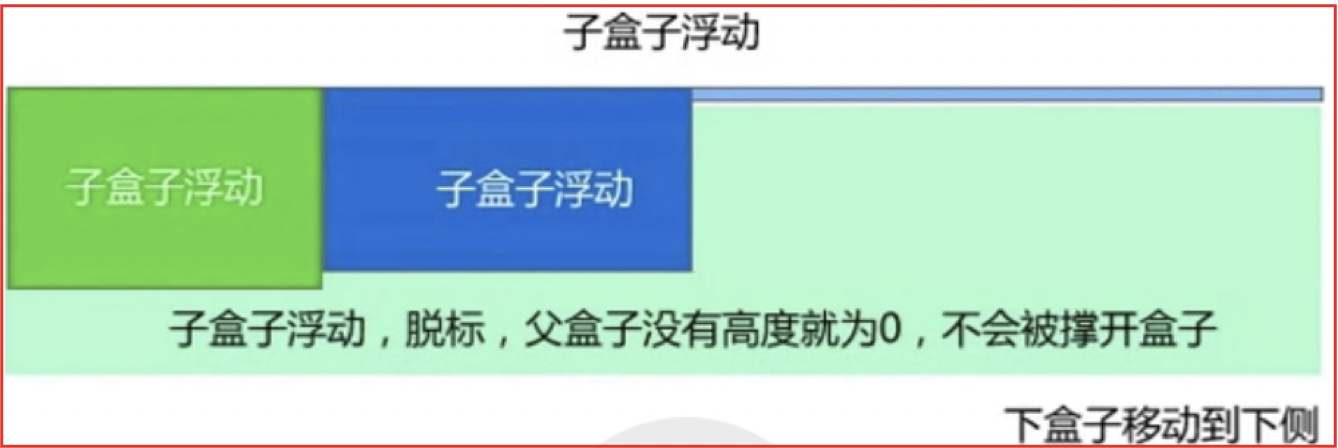 子盒子浮动
子盒子浮动
子盒子浮动
子盒子浮动，脱标，父盒子没有高度就为0，不会被撑开盒子
下盒子移动到下侧